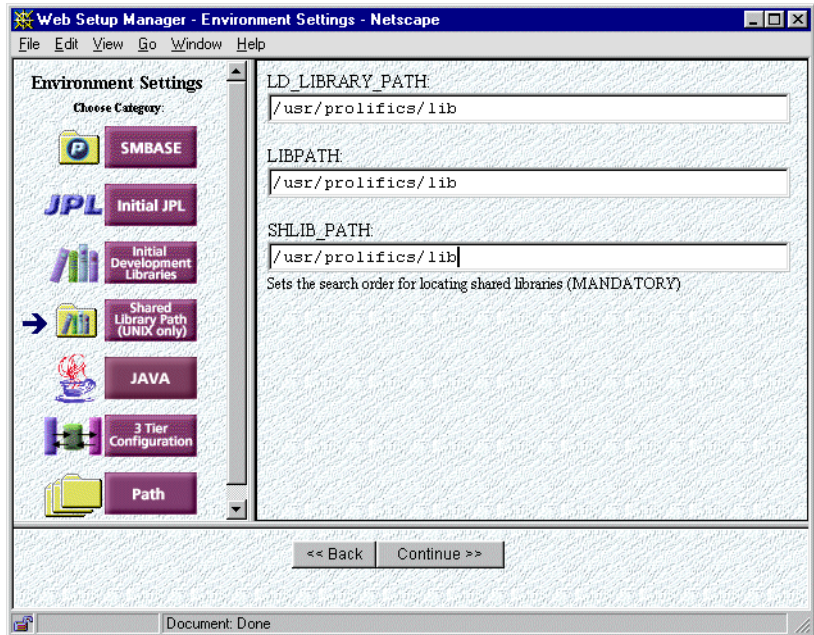 Web Setup Manager - Environment Settings - Netscape
File Edit View Go Window Help
Environment Settings
Choose Category:
P
SMBASE
JPL
Initial JPL
Initial
Development
Libraries
Shared
Library Path
(UNIX only)
JAVA
3 Tier
Configuration
Path
LD_LIBRARY_PATH:
/usr/prolifics/lib
LIBPATH:
/usr/prolifics/lib
SHLIB_PATH:
/usr/prolifics/lib
Sets the search order for locating shared libraries (MANDATORY)
<< Back Continue >>
Document: Done